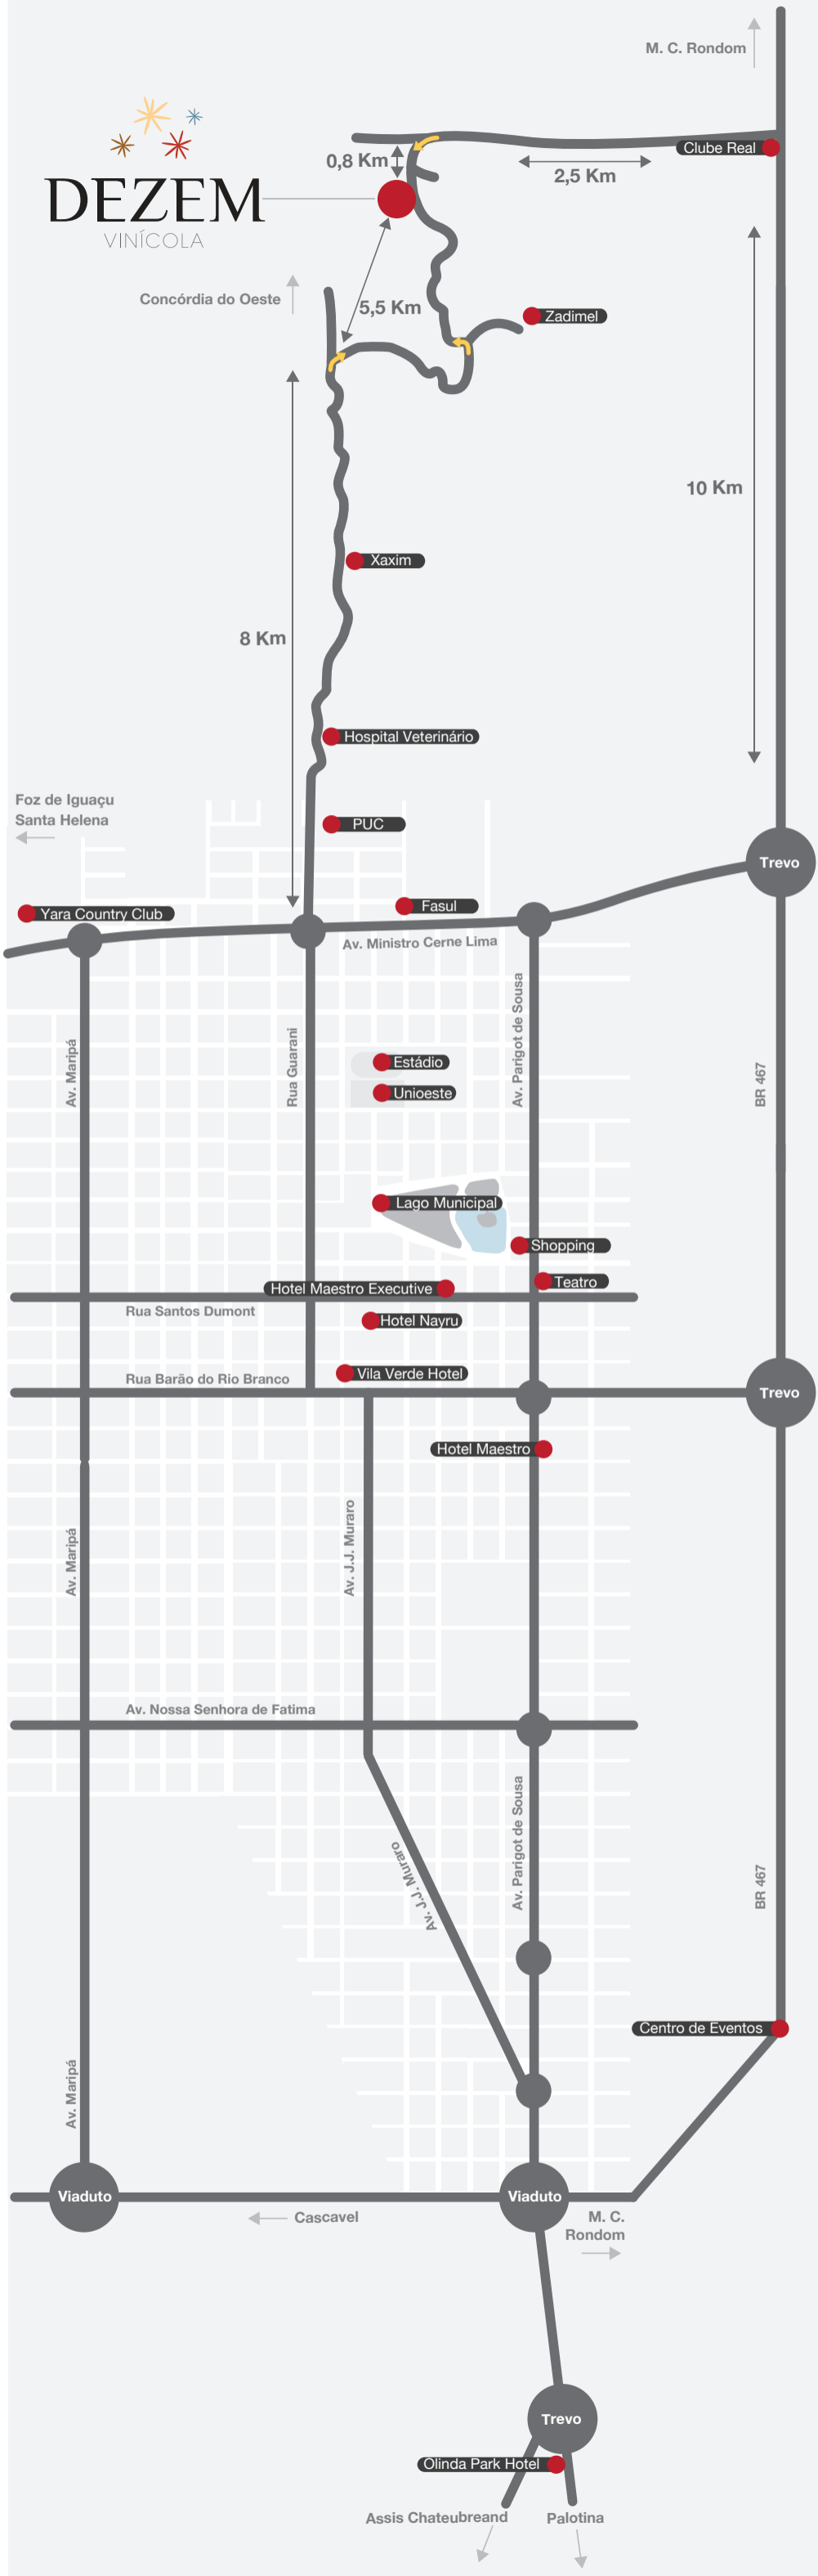 M. C. Rondom
Clube Real
0,8 Km
2,5 Km
DEZEM
VINÍCOLA
Concórdia do Oeste
5,5 Km
Zadimel
10 Km
Xaxim
8 Km
Hospital Veterinário
Foz de Iguaçu
Santa Helena
PUC
Trevo
Yara Country Club
Fasul
Av. Ministro Cerne Lima
Av. Maripá
Rua Guarani
Av. Parigot de Sousa
BR 467
Estádio
Unioeste
Lago Municipal
Shopping
Teatro
Hotel Maestro Executive
Rua Santos Dumont
Hotel Nayru
Vila Verde Hotel
Rua Barão do Rio Branco
Trevo
Hotel Maestro
Av. Maripá
Av. J.J. Muraro
Av. Nossa Senhora de Fatima
Av. Parigot de Sousa
Av. J.J. Muraro
BR 467
Centro de Eventos
Av. Maripá
Viaduto
Viaduto
Cascavel
M. C.
Rondom
Trevo
Olinda Park Hotel
Assis Chateubreand
Palotina